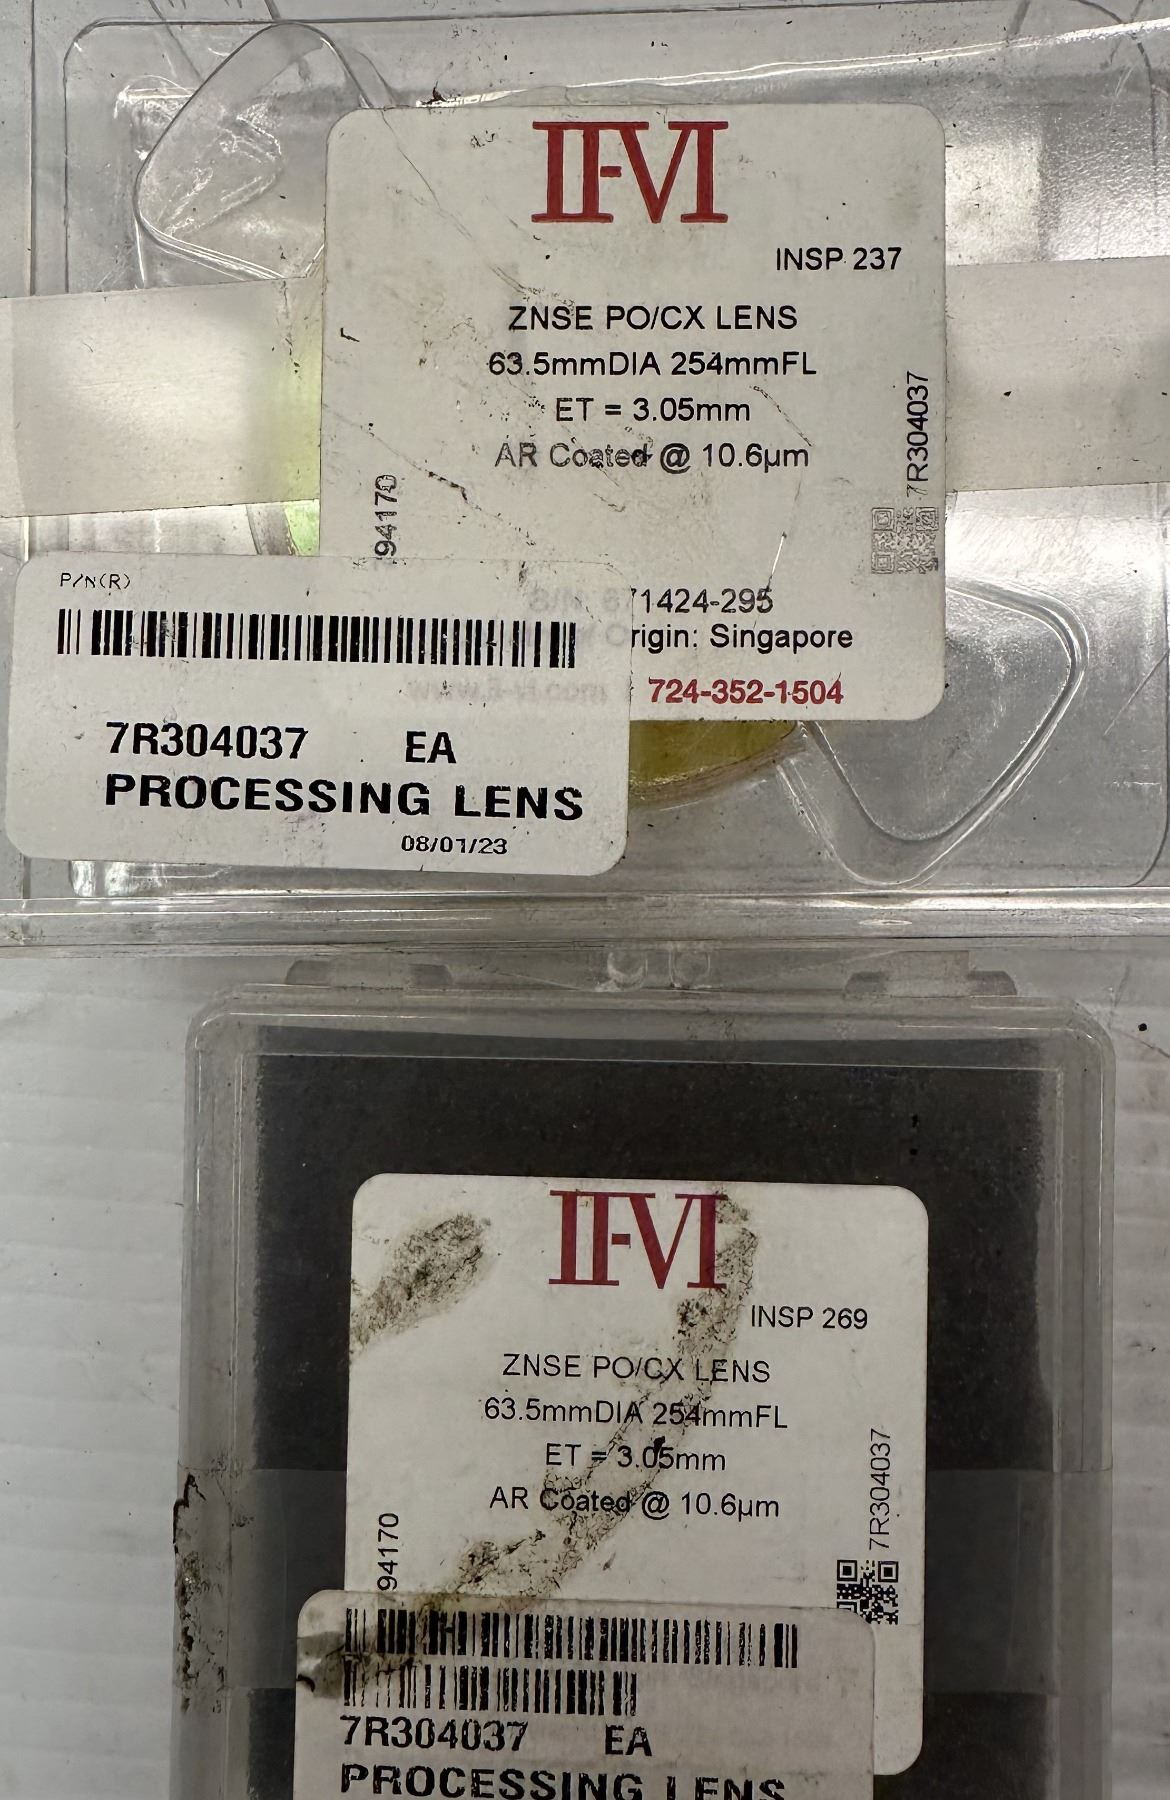 II-VI
INSP 237
ZNSE PO/CX LENS
63.5mmDIA 254mmFL
ET = 3.05mm
AR Coated @ 10.6µm
94170
7R304037
71424-295
Origin: Singapore
724-352-1504
P/N(R)
7R304037 EA
PROCESSING LENS
08/01/23
II-VI
INSP 269
ZNSE PO/CX LENS
63.5mmDIA 254mmFL
ET = 3.05mm
AR Coated @ 10.6µm
94170
7R304037
7R304037 EA
PROCESSING LENS